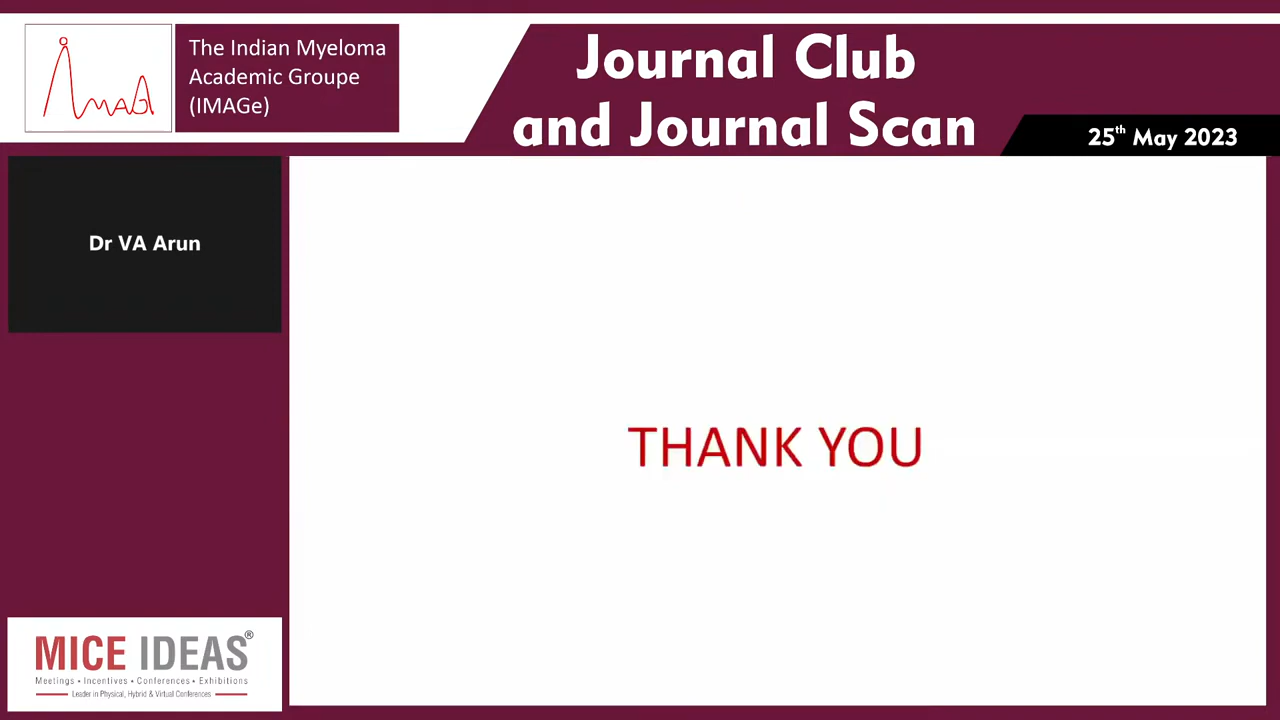 IMAG
The Indian Myeloma
Academic Groupe
(IMAGe)
Journal Club
and Journal Scan
25th May 2023
Dr VA Arun
THANK YOU
MICE IDEAS®
Meetings • Incentives • Conferences • Exhibitions
Leader in Physical, Hybrid & Virtual Conferences